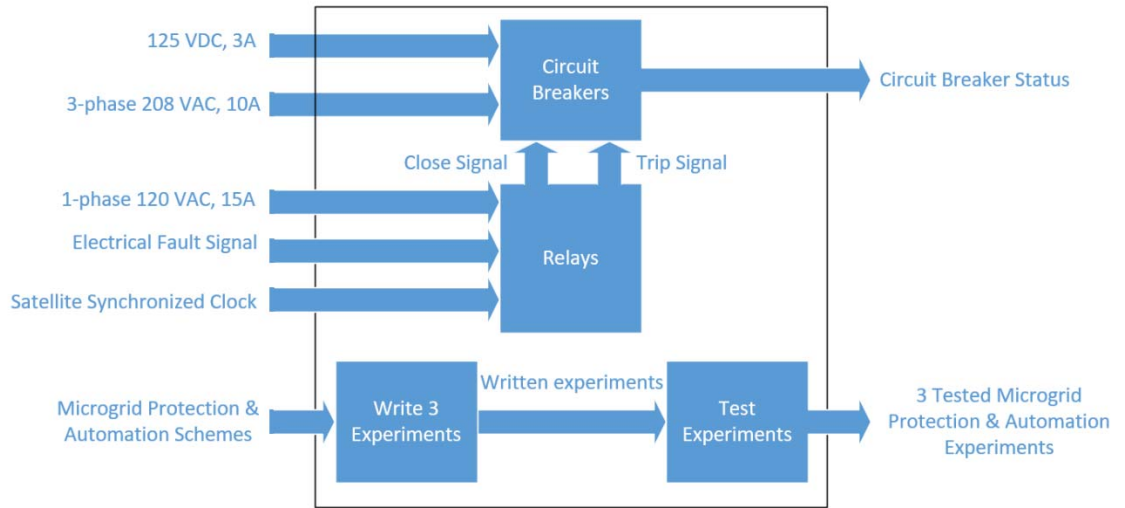 125 VDC, 3A
3-phase 208 VAC, 10A
Circuit
Breakers
Circuit Breaker Status
Close Signal
Trip Signal
1-phase 120 VAC, 15A
Electrical Fault Signal
Satellite Synchronized Clock
Relays
Microgrid Protection &
Automation Schemes
Write 3
Experiments
Written experiments
Test
Experiments
3 Tested Microgrid
Protection & Automation
Experiments